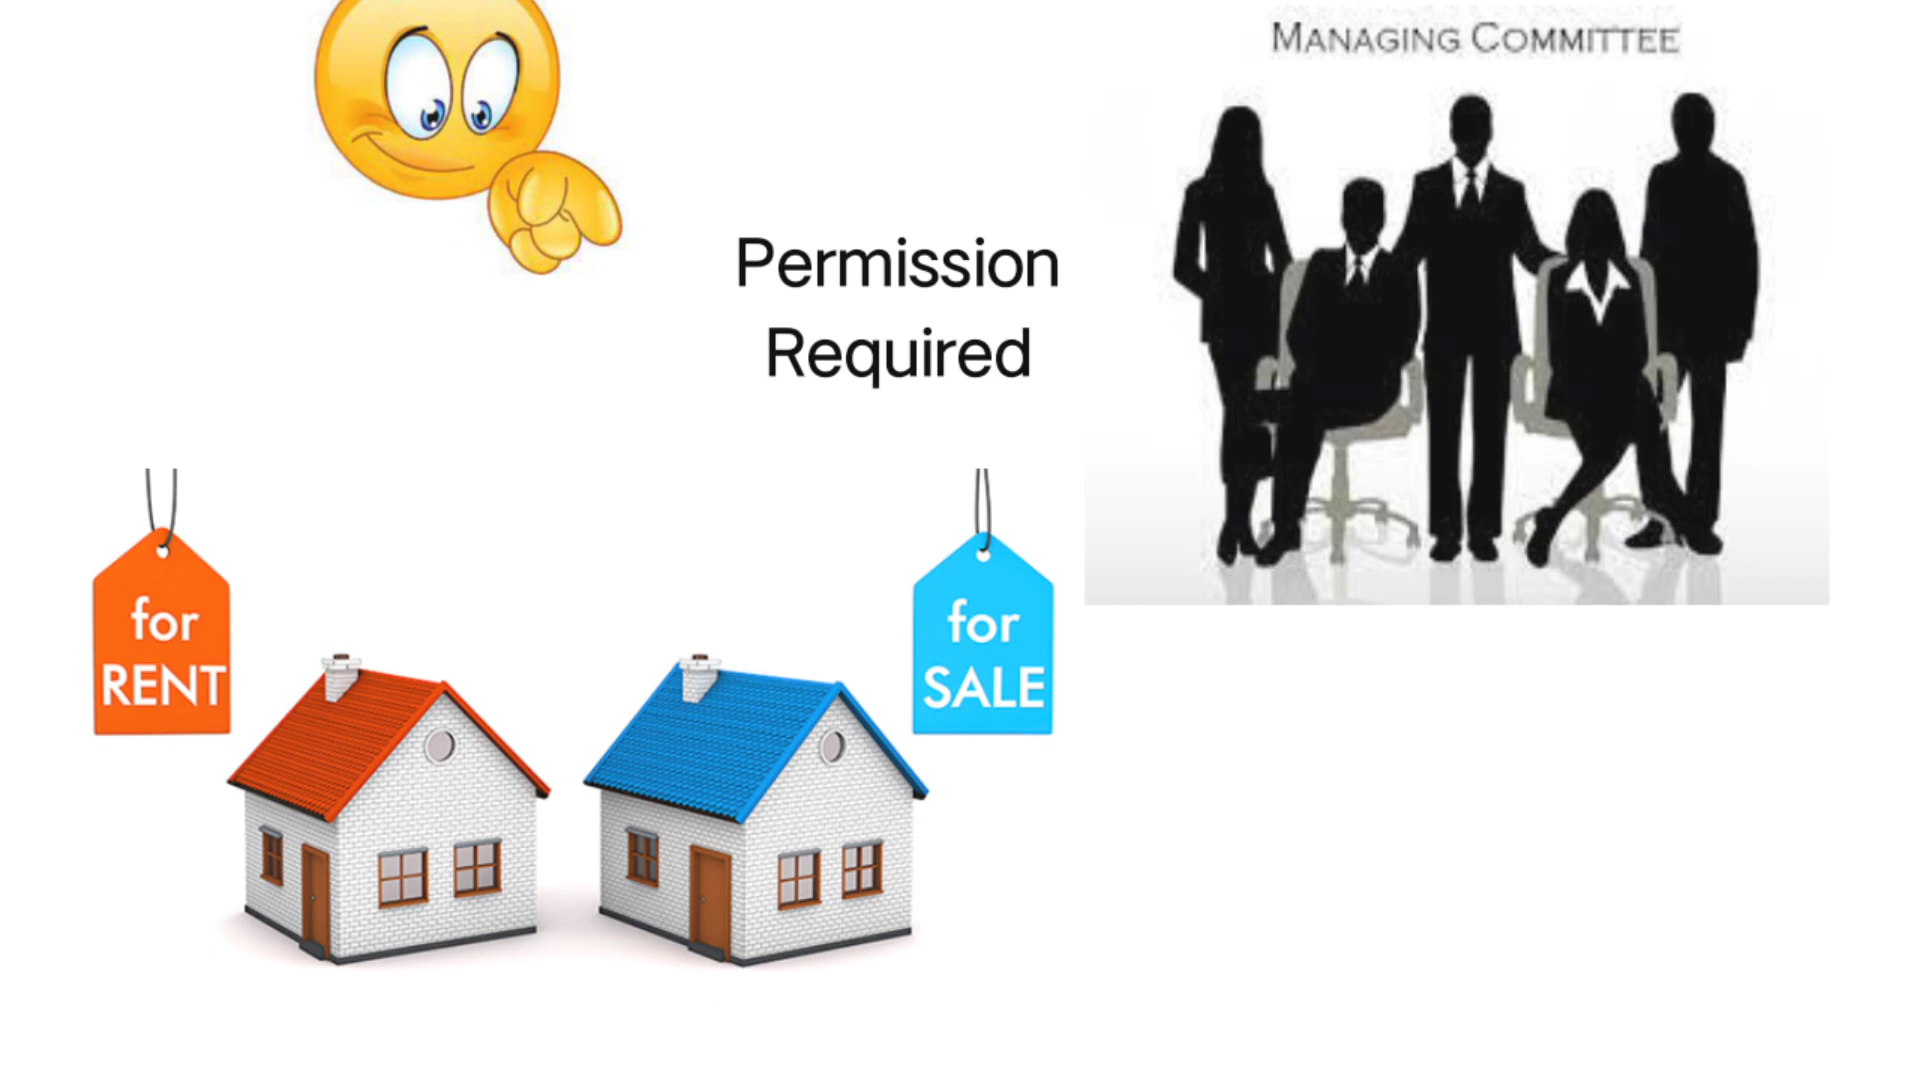 MANAGING COMMITTEE
Permission
Required
for
RENT
for
SALE